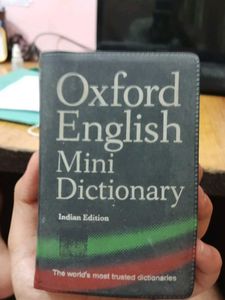 Oxford
English
Mini
Dictionary
Indian Edition
The world's most trusted dictionaries